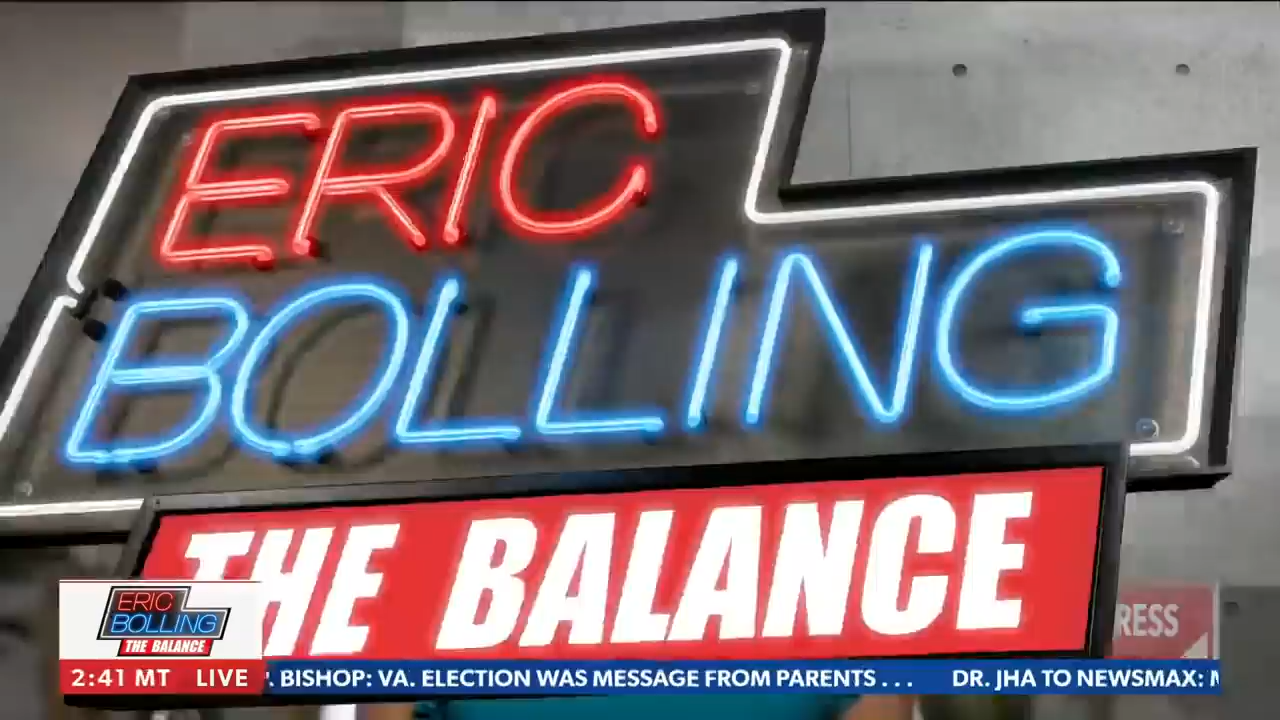 ERIC
BOLLING
THE BALANCE
ERIC
BOLLING
THE BALANCE
RESS
2:41 MT LIVE . BISHOP: VA. ELECTION WAS MESSAGE FROM PARENTS . . . DR. JHA TO NEWSMAX: